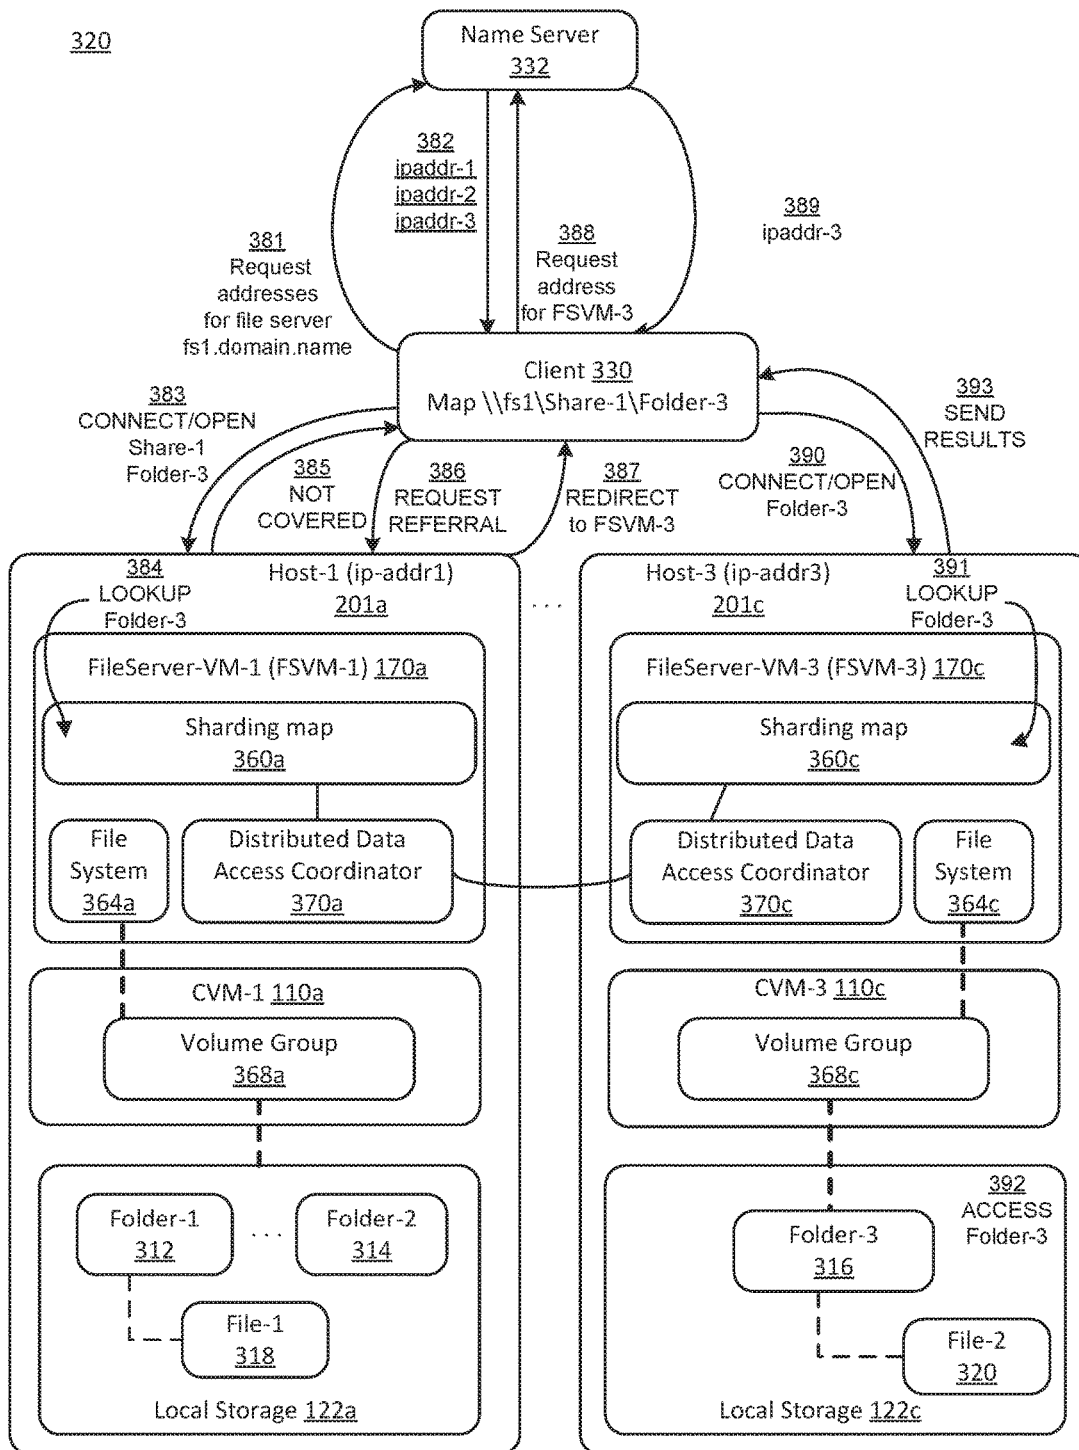 320
Name Server
332
382
ipaddr-1
ipaddr-2
ipaddr-3
389
ipaddr-3
381
Request
addresses
for file server
fs1.domain.name
388
Request
address
for FSVM-3
Client 330
Map \\fs1\Share-1\Folder-3
383
CONNECT/OPEN
Share-1
Folder-3
385
NOT
COVERED
386
REQUEST
REFERRAL
387
REDIRECT
to FSVM-3
390
CONNECT/OPEN
Folder-3
393
SEND
RESULTS
384
LOOKUP
Folder-3
Host-1 (ip-addr1)
201a
FileServer-VM-1 (FSVM-1) 170a
Sharding map
360a
File
System
364a
Distributed Data
Access Coordinator
370a
CVM-1 110a
Volume Group
368a
Folder-1
312
. . .
Folder-2
314
File-1
318
Local Storage 122a
. . .
Host-3 (ip-addr3)
201c
391
LOOKUP
Folder-3
FileServer-VM-3 (FSVM-3) 170c
Sharding map
360c
Distributed Data
Access Coordinator
370c
File
System
364c
CVM-3 110c
Volume Group
368c
392
ACCESS
Folder-3
Folder-3
316
File-2
320
Local Storage 122c